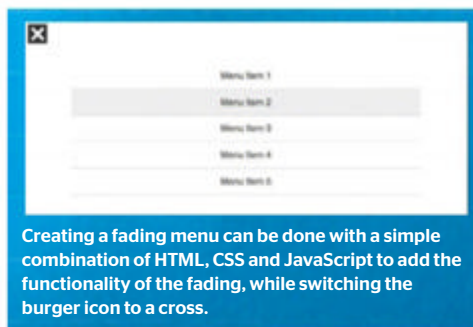 Menu Item 1
Menu Item 2
Menu Item 3
Menu Item 4
Menu Item 5
Creating a fading menu can be done with a simple
combination of HTML, CSS and JavaScript to add the
functionality of the fading, while switching the
burger icon to a cross.